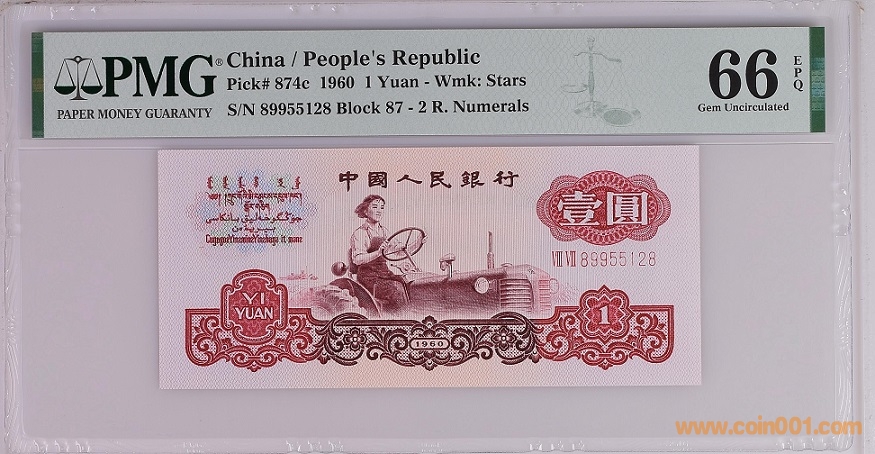 PMG®
PAPER MONEY GUARANTY
China / People's Republic
Pick# 874c 1960 1 Yuan - Wmk: Stars
S/N 89955128 Block 87 - 2 R. Numerals
66
EPQ
Gem Uncirculated
中國人民銀行
壹圓
VIII VII 89955128
YI
YUAN
1960
1
www.coin001.com